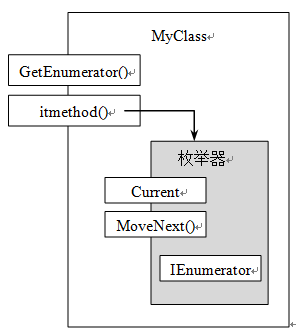 MyClass
GetEnumerator()
itmethod()
枚举器
Current
MoveNext()
IEnumerator